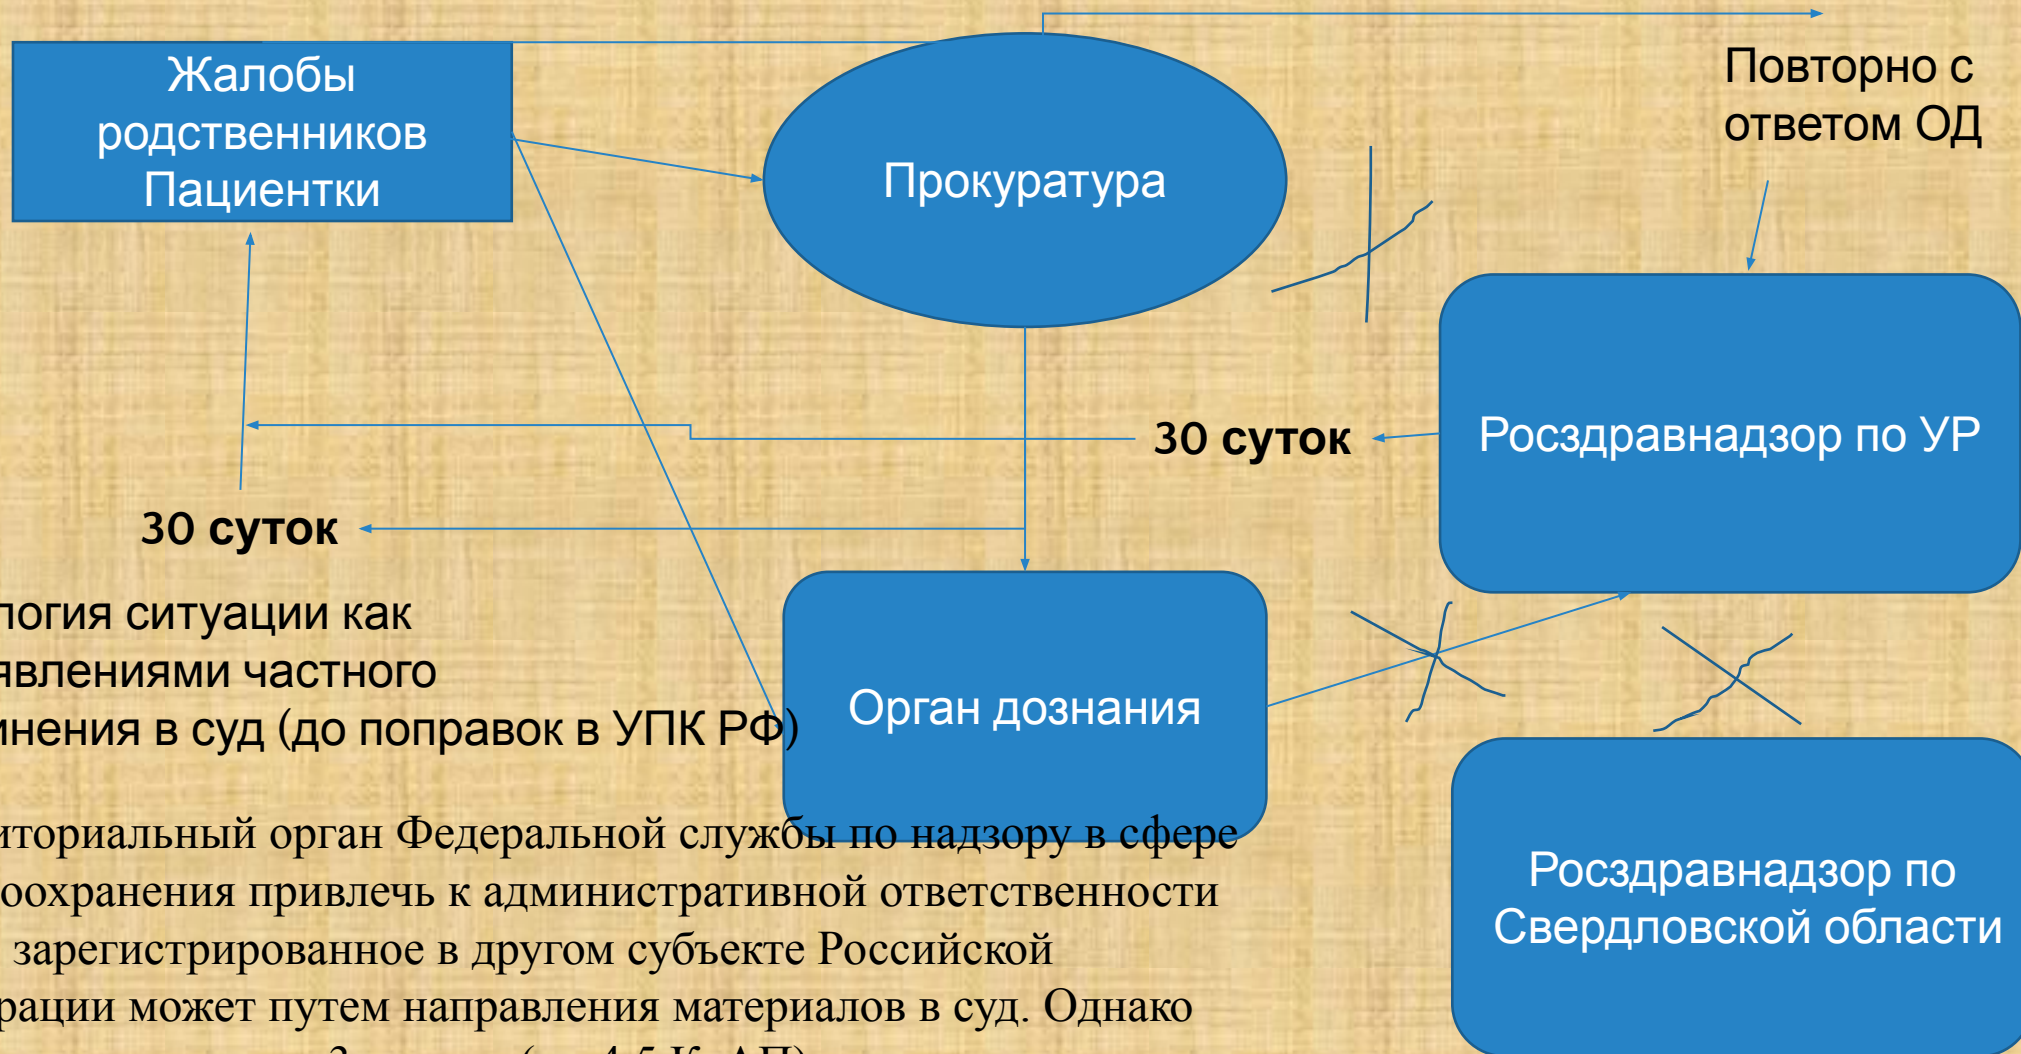 Жалобы
родственников
Пациентки
Прокуратура
Повторно с
ответом ОД
30 суток
Росздравнадзор по УР
30 суток
логия ситуации как
явлениями частного
инения в суд (до поправок в УПК РФ)
Орган дознания
иториальный орган Федеральной службы по надзору в сфере
оохранения привлечь к административной ответственности
зарегистрированное в другом субъекте Российской
рации может путем направления материалов в суд. Однако
Росздравнадзор по
Свердловской области